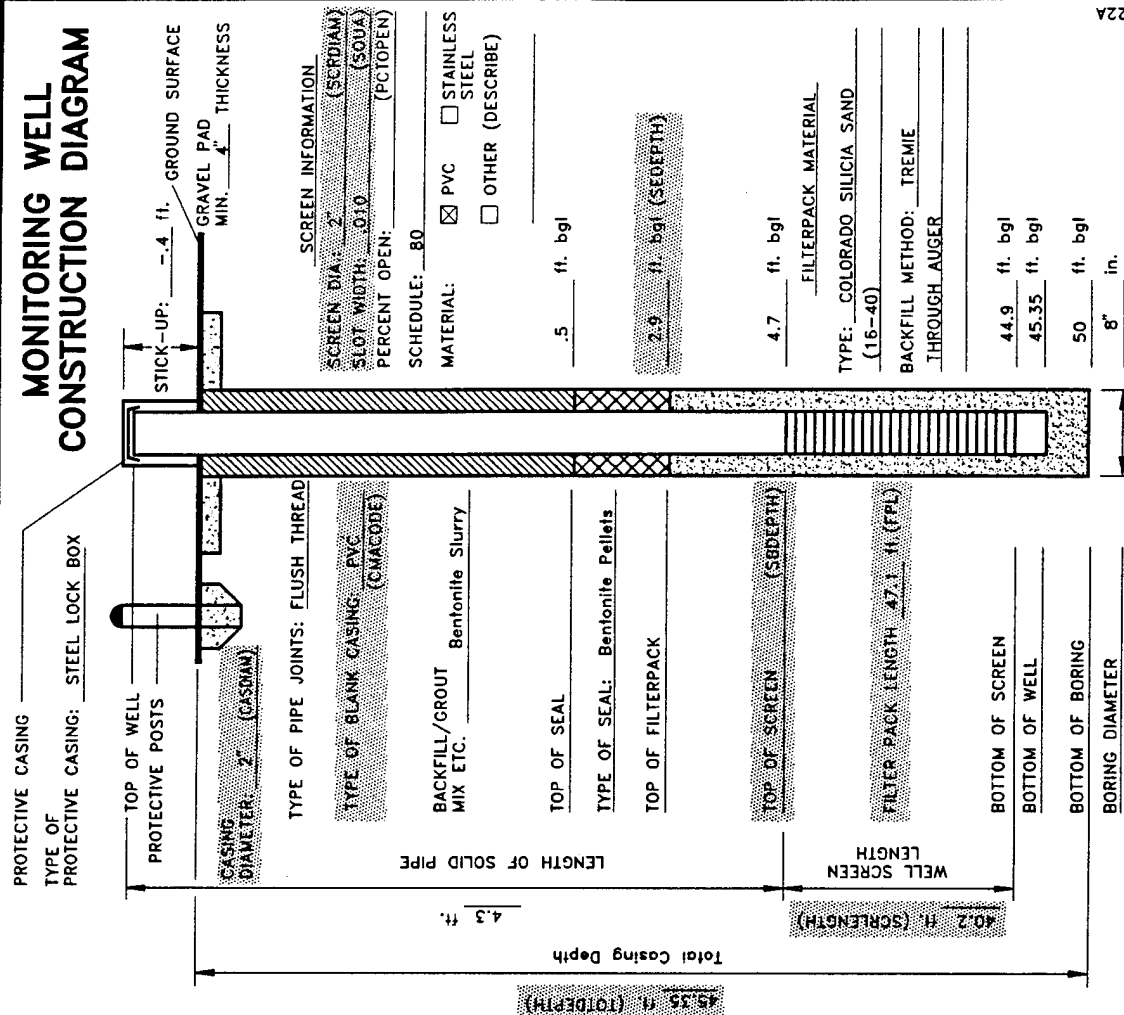 MONITORING WELL
CONSTRUCTION DIAGRAM
PROTECTIVE CASING
TYPE OF
PROTECTIVE CASING: STEEL LOCK BOX
TOP OF WELL
PROTECTIVE POSTS
STICK-UP: -.4 ft.
GROUND SURFACE
GRAVEL PAD
MIN. 4" THICKNESS
CASING
DIAMETER: 2" (CASDIAM)
TYPE OF PIPE JOINTS: FLUSH THREAD
TYPE OF BLANK CASING: PVC
(CMACODE)
BACKFILL/GROUT
MIX ETC. Bentonite Slurry
TOP OF SEAL
TYPE OF SEAL: Bentonite Pellets
TOP OF FILTERPACK
TOP OF SCREEN (SBDEPTH)
FILTER PACK LENGTH 47.1 ft (FPL)
BOTTOM OF SCREEN
BOTTOM OF WELL
BOTTOM OF BORING
BORING DIAMETER
SCREEN INFORMATION
SCREEN DIA.: 2" (SCRDIAM)
SLOT WIDTH: .010 (SOUA)
PERCENT OPEN: (PCTOPEN)
SCHEDULE: 80
MATERIAL: ☒ PVC ☐ STAINLESS
STEEL
☐ OTHER (DESCRIBE)
.5 ft. bgl
2.9 ft. bgl (SEDEPTH)
4.7 ft. bgl
FILTERPACK MATERIAL
TYPE: COLORADO SILICIA SAND
(16-40)
BACKFILL METHOD: TREMIE
THROUGH AUGER
44.9 ft. bgl
45.35 ft. bgl
50 ft. bgl
8" in.
LENGTH OF SOLID PIPE
4.3 ft.
WELL SCREEN
LENGTH
40.2 ft. (SCRLENGTH)
Total Casing Depth
45.35 ft. (TOTDEPTH)